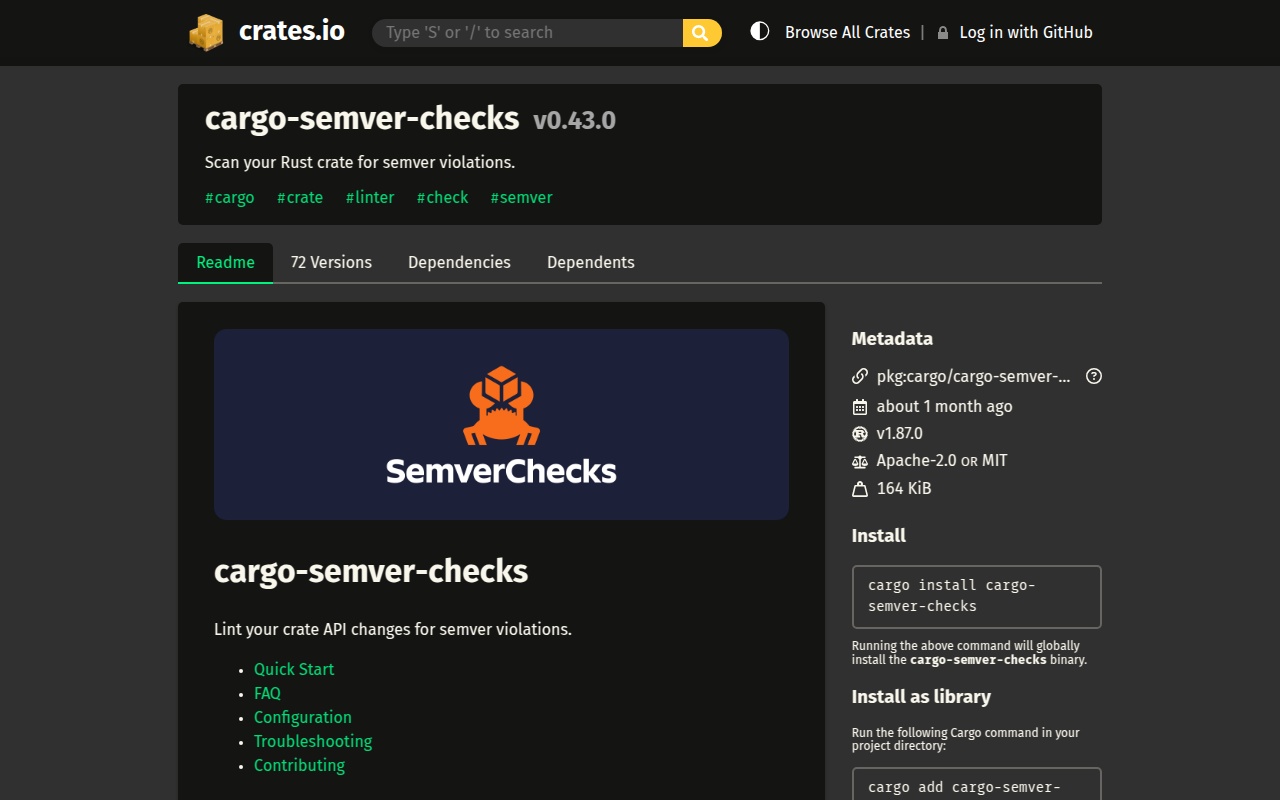 crates.io
Type 'S' or '/' to search
Browse All Crates | Log in with GitHub
cargo-semver-checks v0.43.0
Scan your Rust crate for semver violations.
#cargo #crate #linter #check #semver
Readme 72 Versions Dependencies Dependents
SemverChecks
cargo-semver-checks
Lint your crate API changes for semver violations.
• Quick Start
• FAQ
• Configuration
• Troubleshooting
• Contributing
Metadata
pkg:cargo/cargo-semver-...
about 1 month ago
v1.87.0
Apache-2.0 OR MIT
164 KiB
Install
cargo install cargo-
semver-checks
Running the above command will globally
install the cargo-semver-checks binary.
Install as library
Run the following Cargo command in your
project directory:
cargo add cargo-semver-